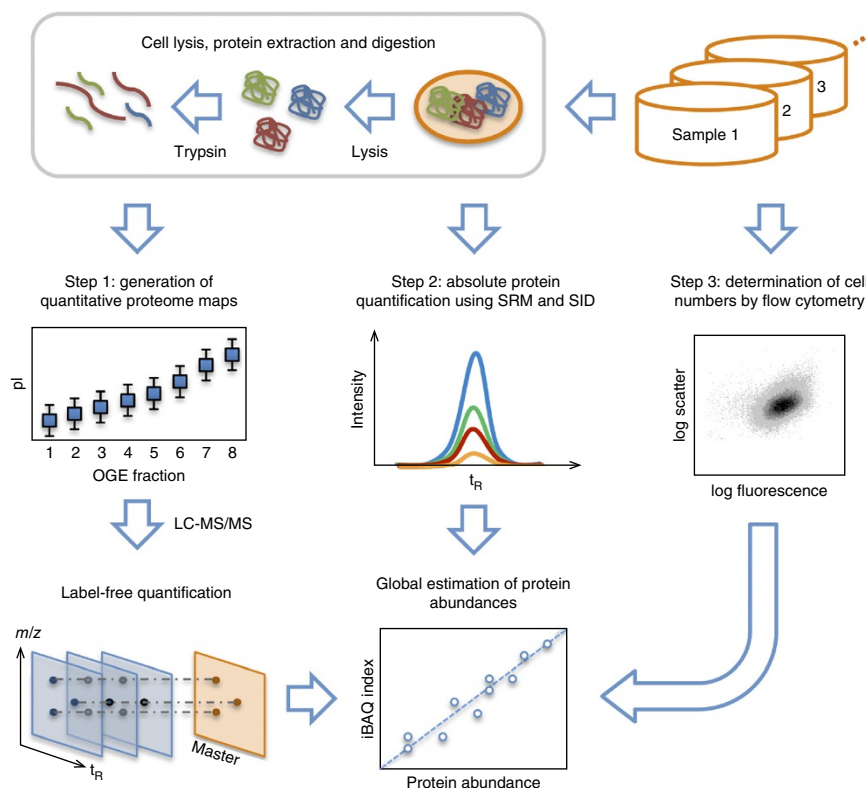 Cell lysis, protein extraction and digestion
Trypsin
Lysis
Sample 1
2
3
Step 1: generation of
quantitative proteome maps
pI
1 2 3 4 5 6 7 8
OGE fraction
LC-MS/MS
Label-free quantification
m/z
tR
Master
Step 2: absolute protein
quantification using SRM and SID
Intensity
tR
Global estimation of protein
abundances
iBAQ index
Protein abundance
Step 3: determination of cell
numbers by flow cytometry
log scatter
log fluorescence